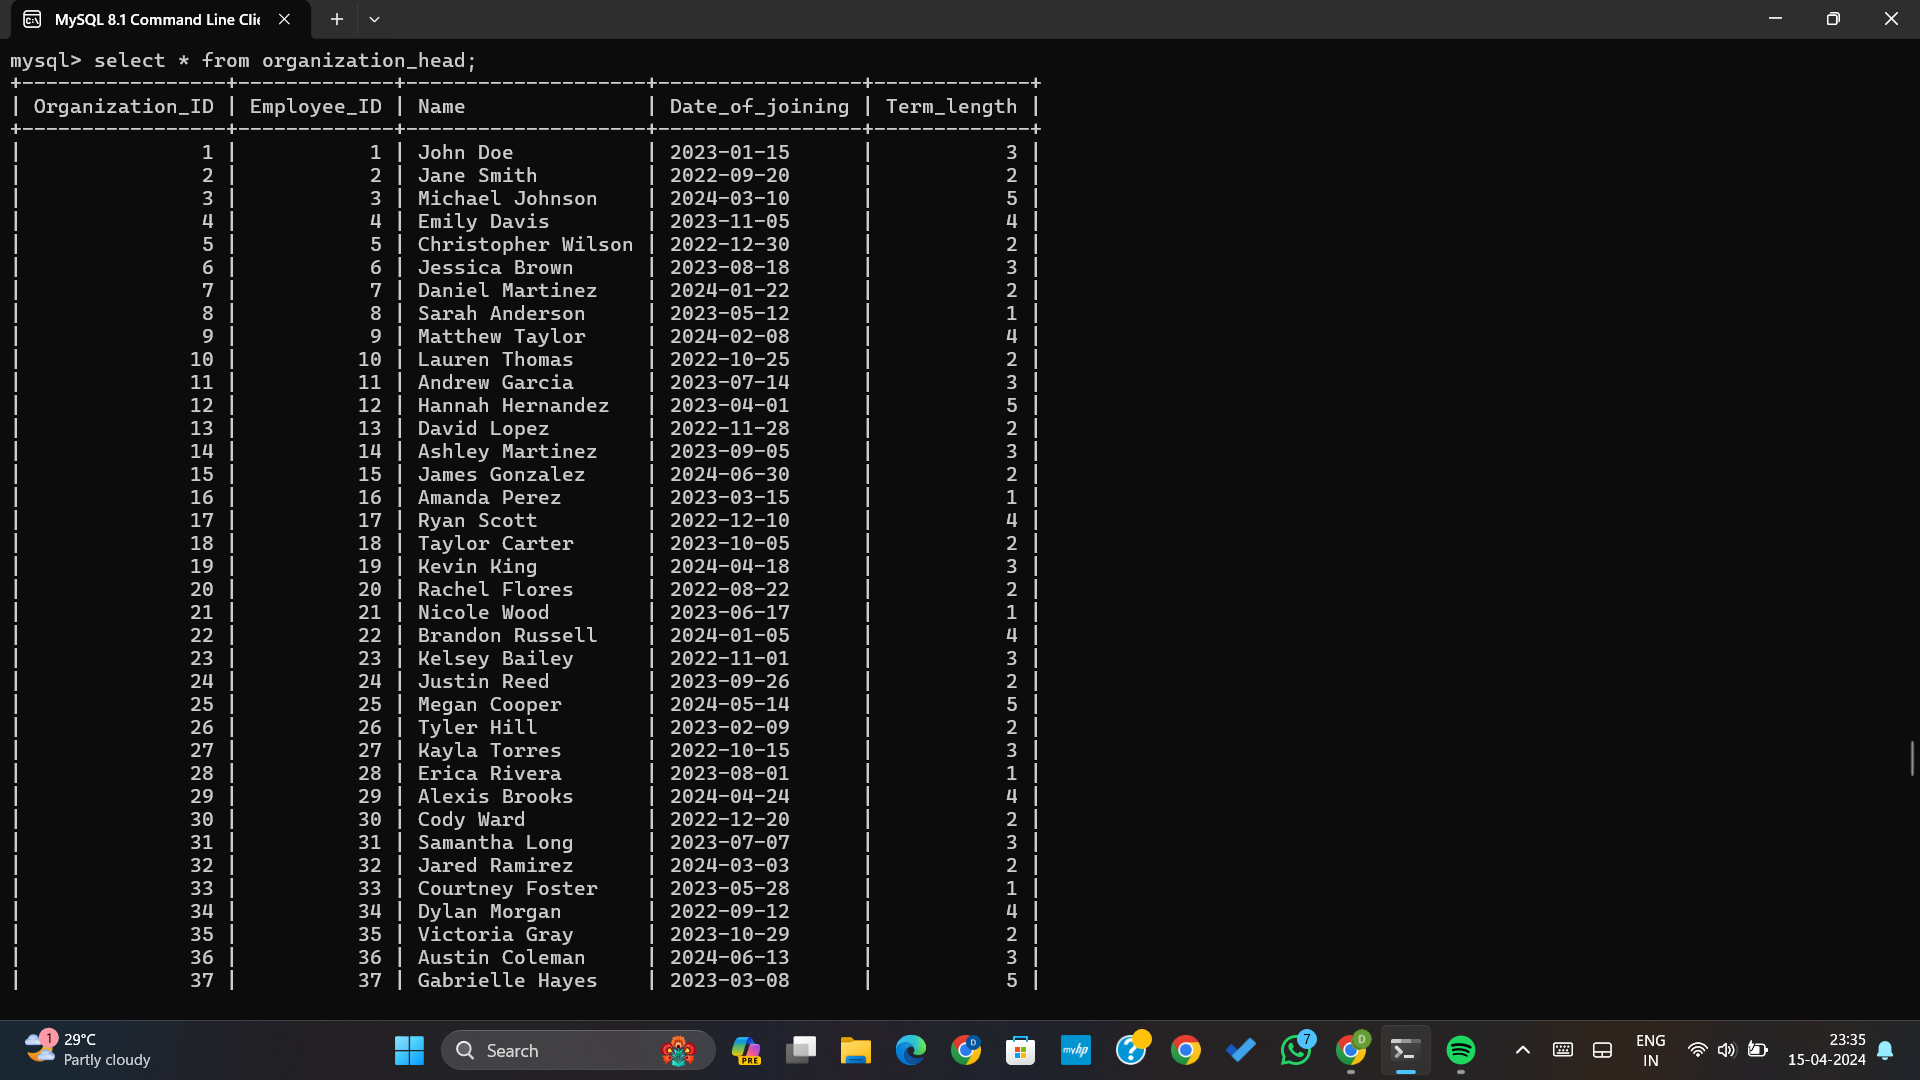 MySQL 8.1 Command Line Clie
mysql> select * from organization_head;
+-----------------+-------------+--------------------+-----------------+-------------+
| Organization_ID | Employee_ID | Name               | Date_of_joining | Term_length |
+-----------------+-------------+--------------------+-----------------+-------------+
|               1 |           1 | John Doe           | 2023-01-15      |           3 |
|               2 |           2 | Jane Smith         | 2022-09-20      |           2 |
|               3 |           3 | Michael Johnson    | 2024-03-10      |           5 |
|               4 |           4 | Emily Davis        | 2023-11-05      |           4 |
|               5 |           5 | Christopher Wilson | 2022-12-30      |           2 |
|               6 |           6 | Jessica Brown      | 2023-08-18      |           3 |
|               7 |           7 | Daniel Martinez    | 2024-01-22      |           2 |
|               8 |           8 | Sarah Anderson     | 2023-05-12      |           1 |
|               9 |           9 | Matthew Taylor     | 2024-02-08      |           4 |
|              10 |          10 | Lauren Thomas      | 2022-10-25      |           2 |
|              11 |          11 | Andrew Garcia      | 2023-07-14      |           3 |
|              12 |          12 | Hannah Hernandez   | 2023-04-01      |           5 |
|              13 |          13 | David Lopez        | 2022-11-28      |           2 |
|              14 |          14 | Ashley Martinez    | 2023-09-05      |           3 |
|              15 |          15 | James Gonzalez     | 2024-06-30      |           2 |
|              16 |          16 | Amanda Perez       | 2023-03-15      |           1 |
|              17 |          17 | Ryan Scott         | 2022-12-10      |           4 |
|              18 |          18 | Taylor Carter      | 2023-10-05      |           2 |
|              19 |          19 | Kevin King         | 2024-04-18      |           3 |
|              20 |          20 | Rachel Flores      | 2022-08-22      |           2 |
|              21 |          21 | Nicole Wood        | 2023-06-17      |           1 |
|              22 |          22 | Brandon Russell    | 2024-01-05      |           4 |
|              23 |          23 | Kelsey Bailey      | 2022-11-01      |           3 |
|              24 |          24 | Justin Reed        | 2023-09-26      |           2 |
|              25 |          25 | Megan Cooper       | 2024-05-14      |           5 |
|              26 |          26 | Tyler Hill         | 2023-02-09      |           2 |
|              27 |          27 | Kayla Torres       | 2022-10-15      |           3 |
|              28 |          28 | Erica Rivera       | 2023-08-01      |           1 |
|              29 |          29 | Alexis Brooks      | 2024-04-24      |           4 |
|              30 |          30 | Cody Ward          | 2022-12-20      |           2 |
|              31 |          31 | Samantha Long      | 2023-07-07      |           3 |
|              32 |          32 | Jared Ramirez      | 2024-03-03      |           2 |
|              33 |          33 | Courtney Foster    | 2023-05-28      |           1 |
|              34 |          34 | Dylan Morgan       | 2022-09-12      |           4 |
|              35 |          35 | Victoria Gray      | 2023-10-29      |           2 |
|              36 |          36 | Austin Coleman     | 2024-06-13      |           3 |
|              37 |          37 | Gabrielle Hayes    | 2023-03-08      |           5 |
1 29°C
Partly cloudy
Search
PRE
D
myhp
7
D
ENG
IN
23:35
15-04-2024